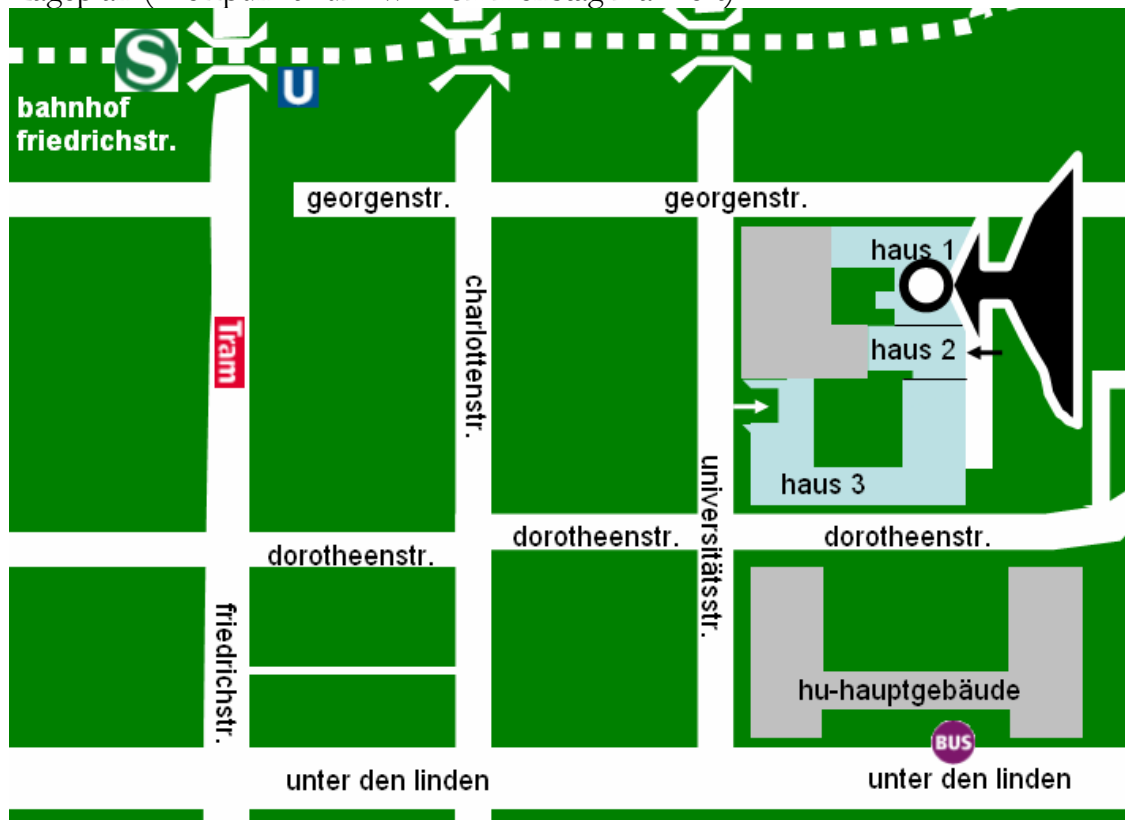 S
U
bahnhof
friedrichstr.
georgenstr.
georgenstr.
haus 1
charlottenstr.
Tram
haus 2
universitätsstr.
haus 3
dorotheenstr.
dorotheenstr.
dorotheenstr.
friedrichstr.
hu-hauptgebäude
BUS
unter den linden
unter den linden